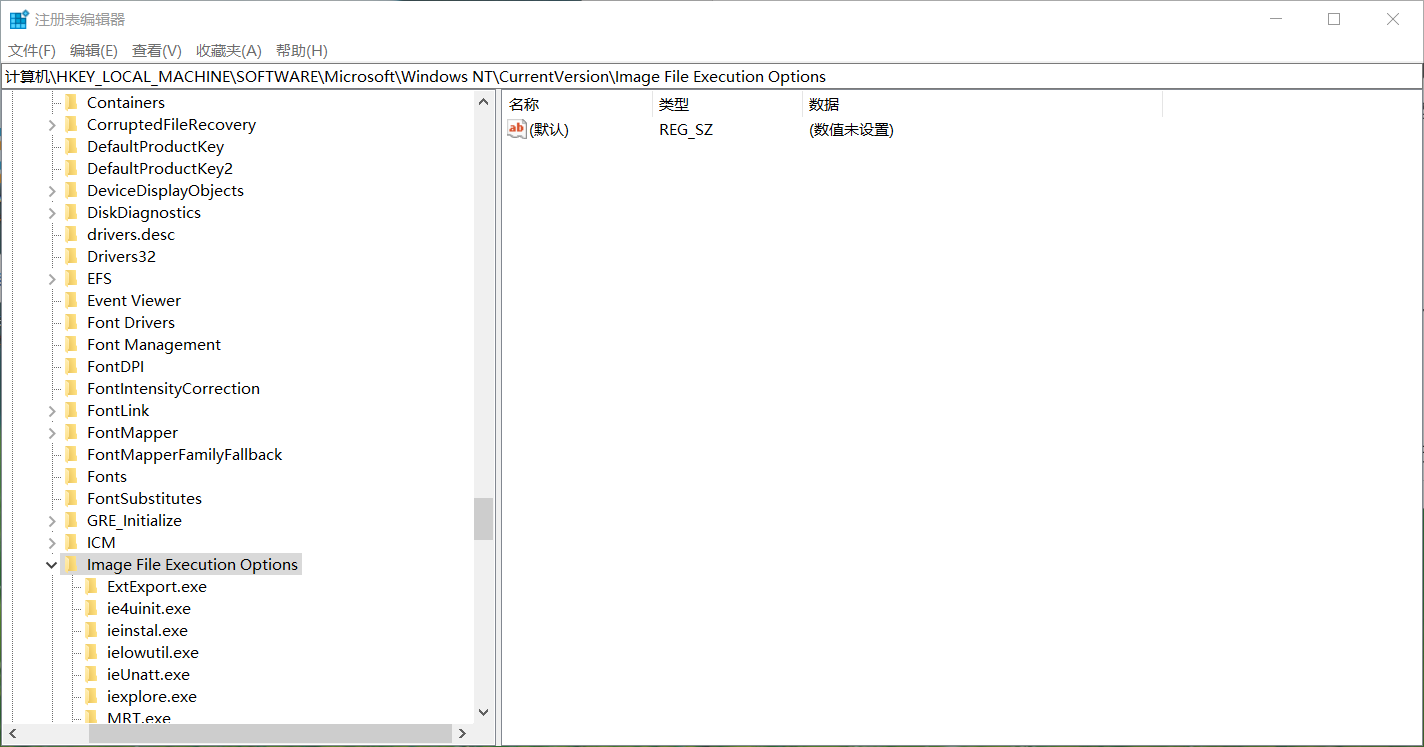 注册表编辑器
文件(F) 编辑(E) 查看(V) 收藏夹(A) 帮助(H)
计算机\HKEY_LOCAL_MACHINE\SOFTWARE\Microsoft\Windows NT\CurrentVersion\Image File Execution Options
Containers
CorruptedFileRecovery
DefaultProductKey
DefaultProductKey2
DeviceDisplayObjects
DiskDiagnostics
drivers.desc
Drivers32
EFS
Event Viewer
Font Drivers
Font Management
FontDPI
FontIntensityCorrection
FontLink
FontMapper
FontMapperFamilyFallback
Fonts
FontSubstitutes
GRE_Initialize
ICM
Image File Execution Options
ExtExport.exe
ie4uinit.exe
ieinstal.exe
ielowutil.exe
ieUnatt.exe
iexplore.exe
MRT.exe
名称 类型 数据
ab (默认) REG_SZ (数值未设置)